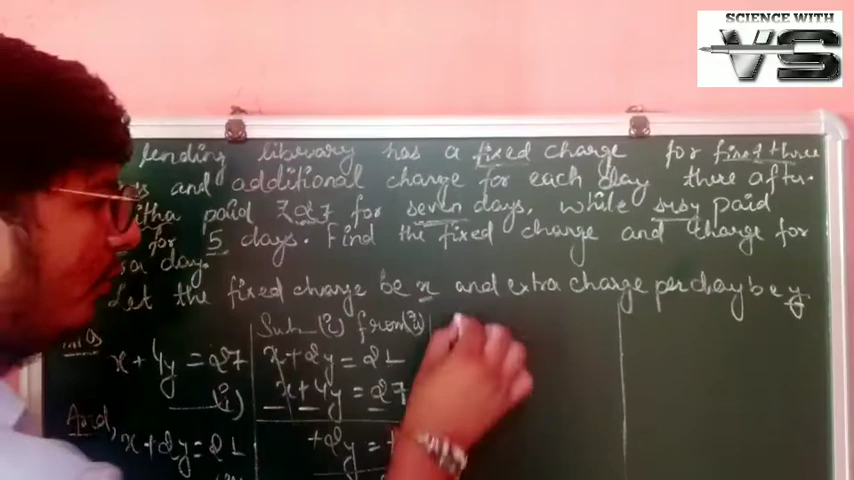 SCIENCE WITH
VS
lending library has a fixed charge for first three
and additional charge for each day there after.
paid ₹27 for seven days, while susy paid
for 5 days. Find the fixed charge and charge for
day.
Let the fixed charge be x and extra charge per day be y
x + 4y = 27
i)
And,
x + 2y = 21
Sub (i) from (ii)
x + 2y = 21
x + 4y = 27
+2y =